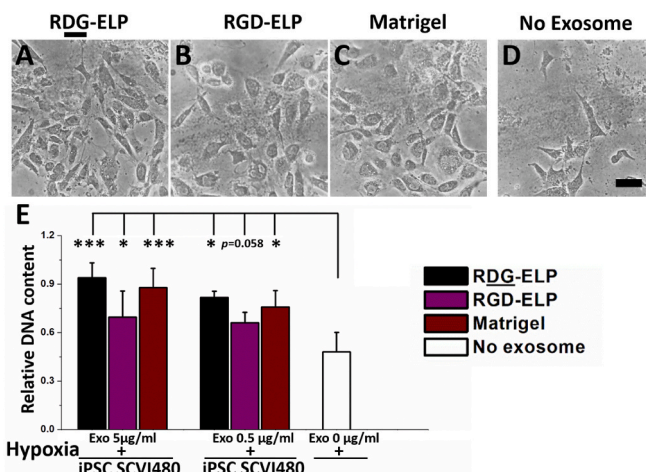 RDG-ELP RGD-ELP Matrigel No Exosome
A B C D
E
*** * *** * p=0.058 *
1.2
0.9
0.6
0.3
0.0
Relative DNA content
RDG-ELP
RGD-ELP
Matrigel
No exosome
Exo 5µg/ml Exo 0.5 µg/ml Exo 0 µg/ml
Hypoxia + + +
iPSC SCVI480 iPSC SCVI480